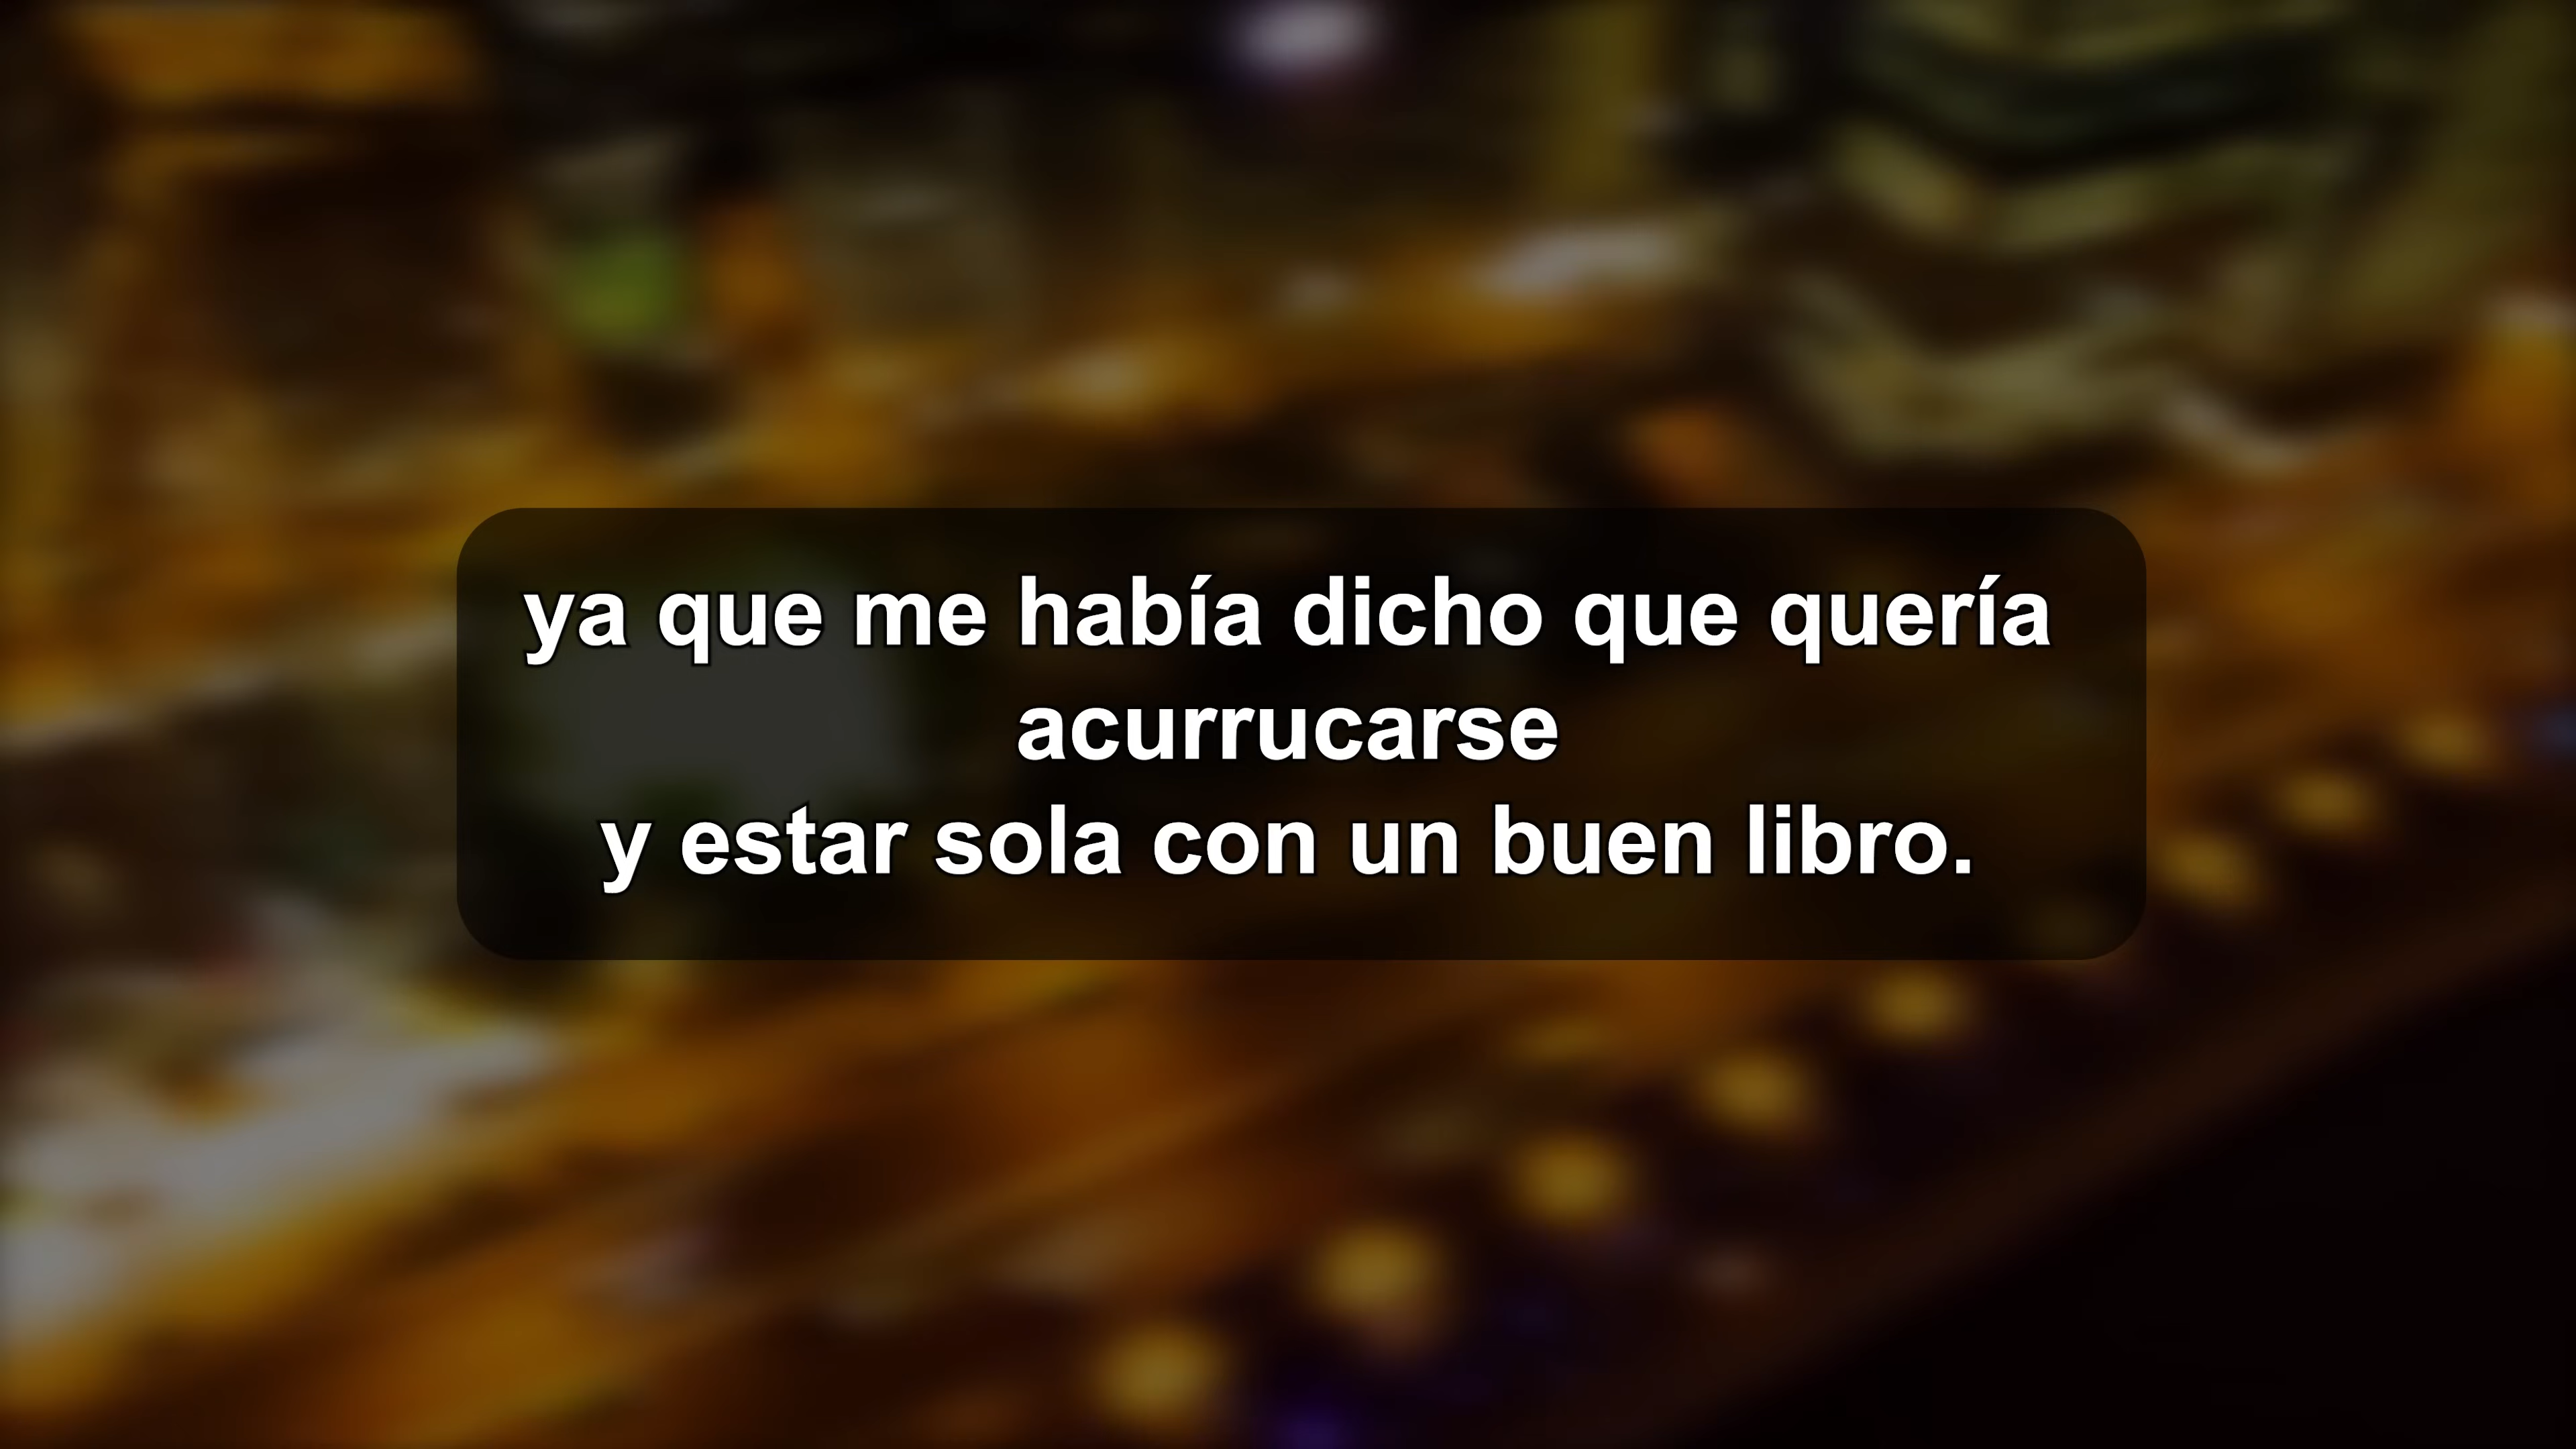 ya que me había dicho que quería
acurrucarse
y estar sola con un buen libro.